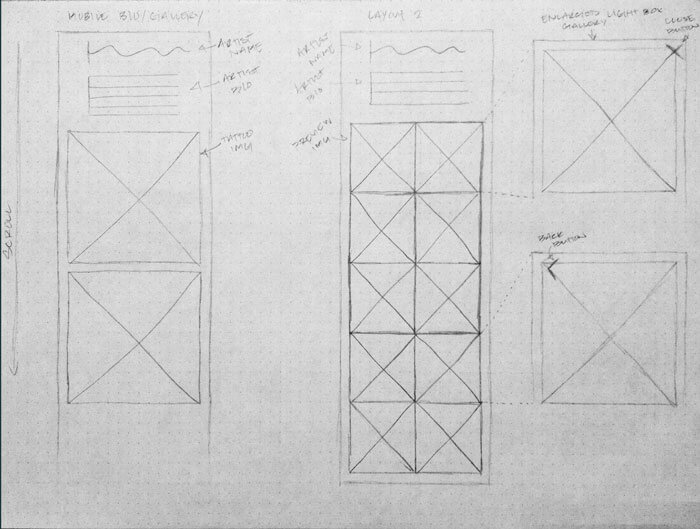 MOBILE BIO/GALLERY
ARTIST
NAME
ARTIST
BIO
TATTOO
IMG
SCROLL
LAYOUT 2
ARTIST
NAME
ARTIST
BIO
PREVIEW
IMG
ENLARGED LIGHT BOX
GALLERY
CLOSE
BUTTON
BACK
BUTTON